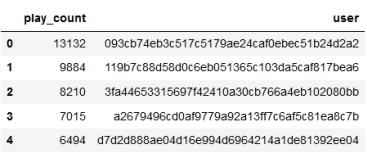 play_count user
0 13132 093cb74eb3c517c5179ae24caf0ebec51b24d2a2
1 9884 119b7c88d58d0c6eb051365c103da5caf817bea6
2 8210 3fa44653315697f42410a30cb766a4eb102080bb
3 7015 a2679496cd0af9779a92a13ff7c6af5c81ea8c7b
4 6494 d7d2d888ae04d16e994d6964214a1de81392ee04